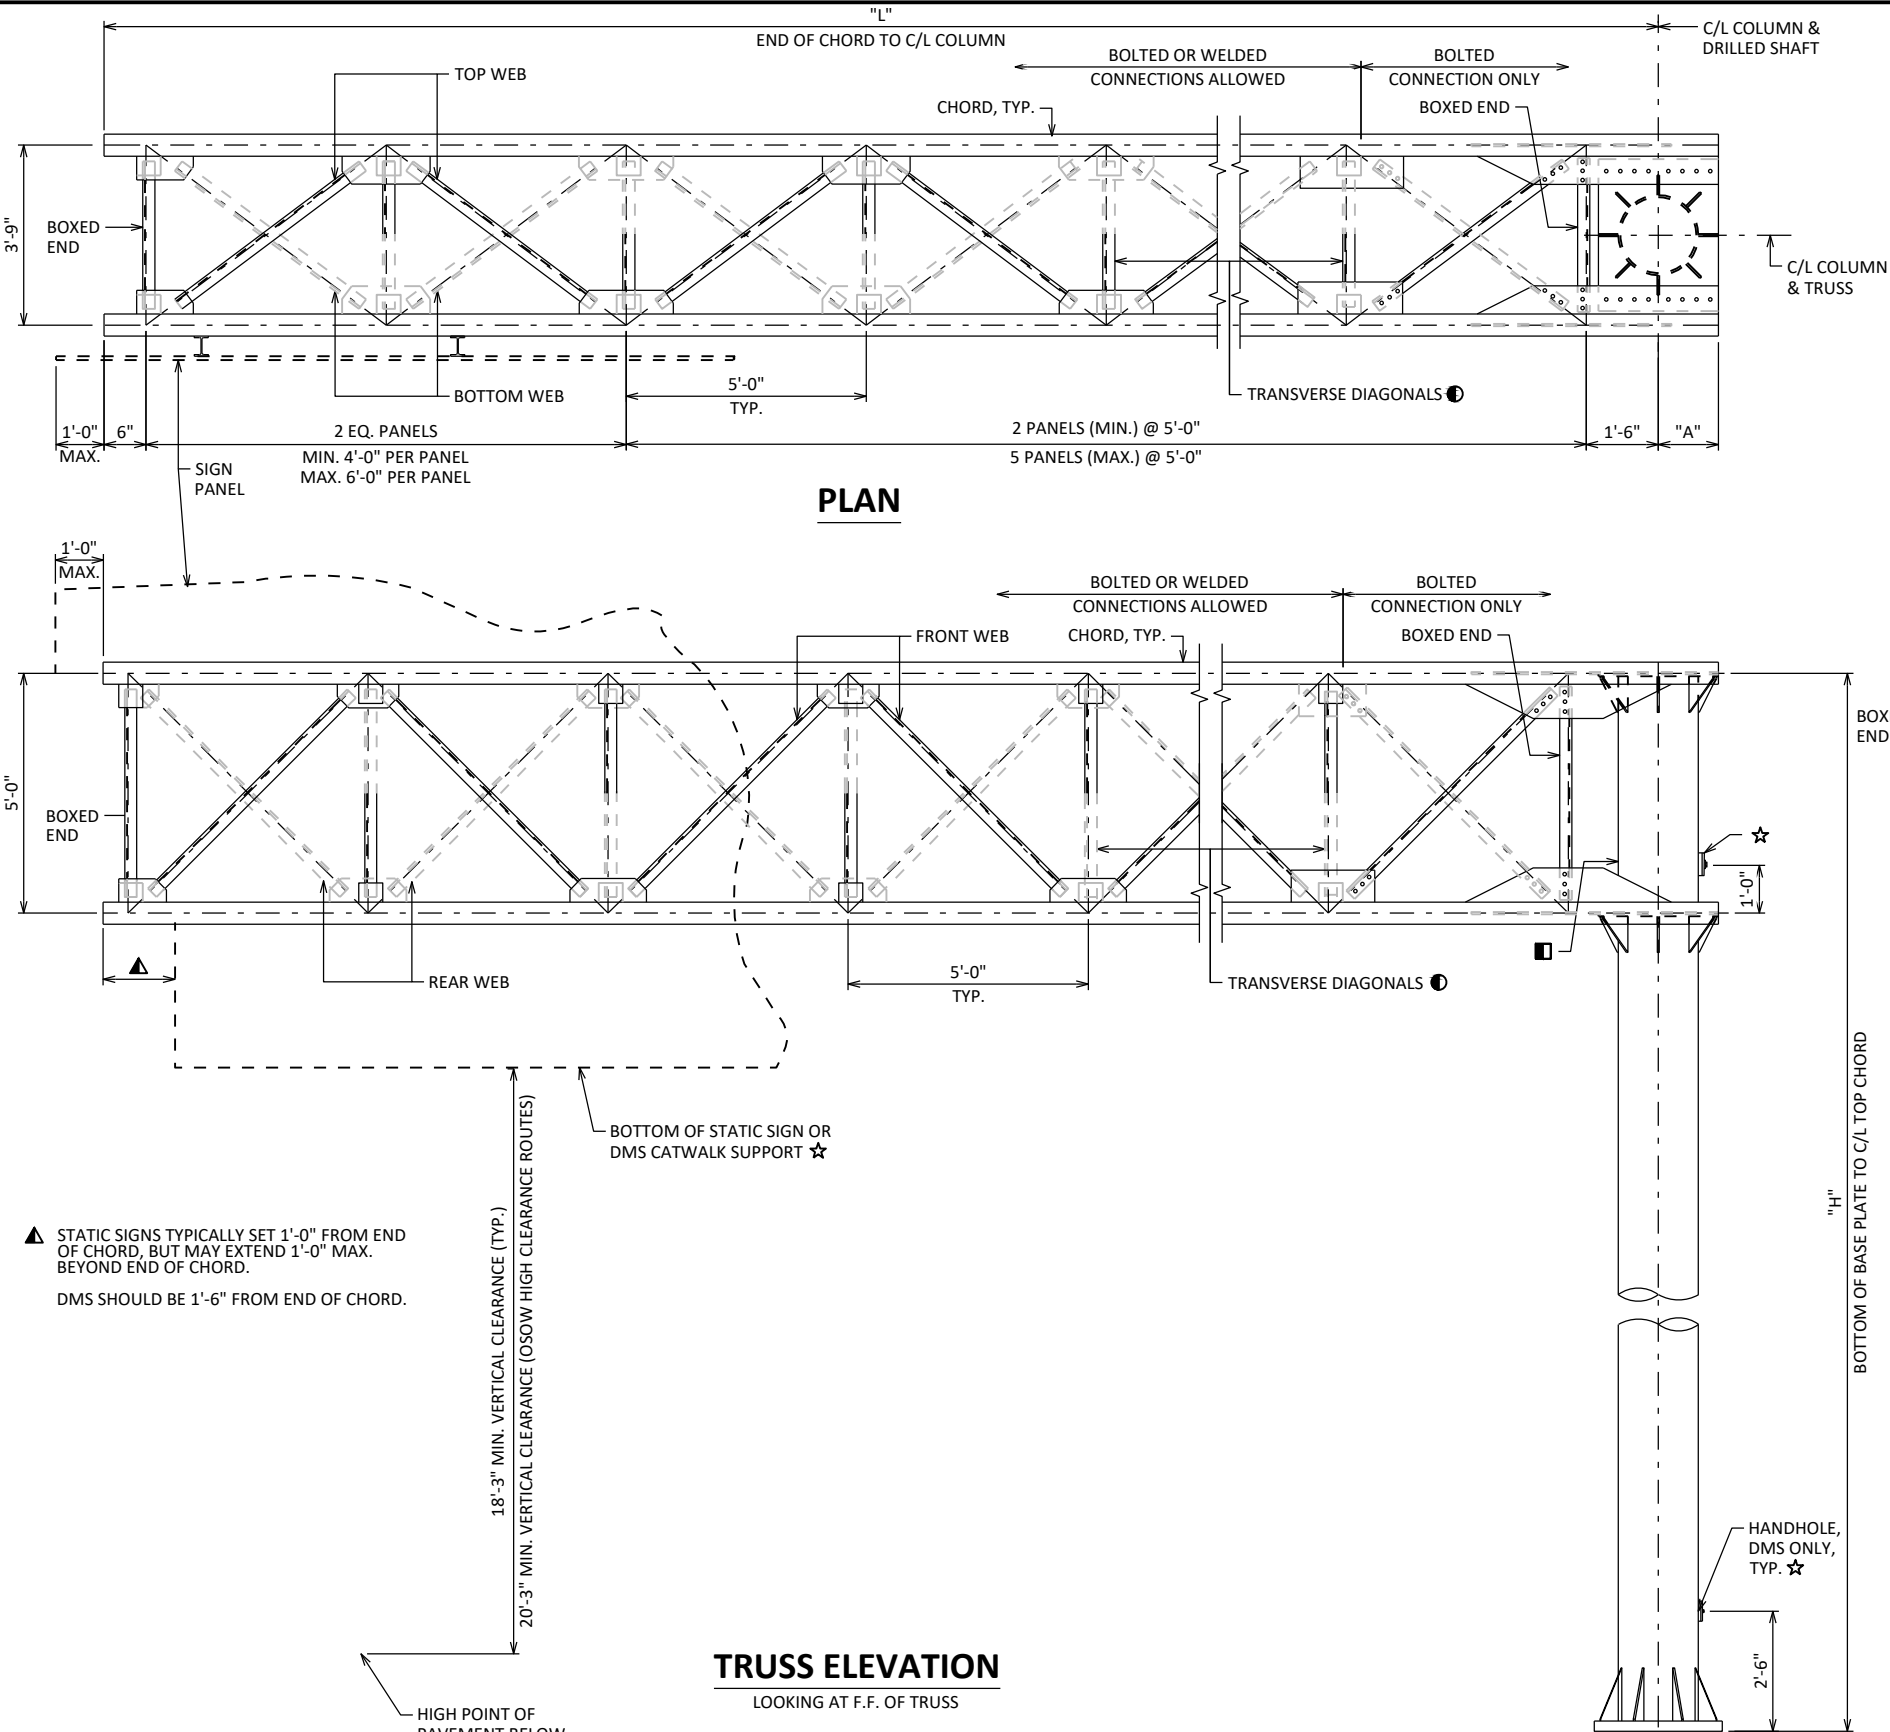 "L"
END OF CHORD TO C/L COLUMN
C/L COLUMN &
DRILLED SHAFT
TOP WEB
BOLTED OR WELDED
CONNECTIONS ALLOWED
BOLTED
CONNECTION ONLY
CHORD, TYP.
BOXED END
3'-9"
BOXED
END
C/L COLUMN
& TRUSS
BOTTOM WEB
5'-0"
TYP.
TRANSVERSE DIAGONALS
1'-0"
MAX.
6"
2 EQ. PANELS
MIN. 4'-0" PER PANEL
MAX. 6'-0" PER PANEL
2 PANELS (MIN.) @ 5'-0"
5 PANELS (MAX.) @ 5'-0"
1'-6"
"A"
SIGN
PANEL
PLAN
1'-0"
MAX.
BOLTED OR WELDED
CONNECTIONS ALLOWED
BOLTED
CONNECTION ONLY
FRONT WEB
CHORD, TYP.
BOXED END
BOX
END
5'-0"
BOXED
END
☆
1'-0"
REAR WEB
5'-0"
TYP.
TRANSVERSE DIAGONALS
BOTTOM OF STATIC SIGN OR
DMS CATWALK SUPPORT ☆
18'-3" MIN. VERTICAL CLEARANCE (TYP.)
20'-3" MIN. VERTICAL CLEARANCE (OSOW HIGH CLEARANCE ROUTES)
"H"
BOTTOM OF BASE PLATE TO C/L TOP CHORD
STATIC SIGNS TYPICALLY SET 1'-0" FROM END
OF CHORD, BUT MAY EXTEND 1'-0" MAX.
BEYOND END OF CHORD.
DMS SHOULD BE 1'-6" FROM END OF CHORD.
HANDHOLE,
DMS ONLY,
TYP. ☆
2'-6"
TRUSS ELEVATION
LOOKING AT F.F. OF TRUSS
HIGH POINT OF
PAVEMENT BELOW